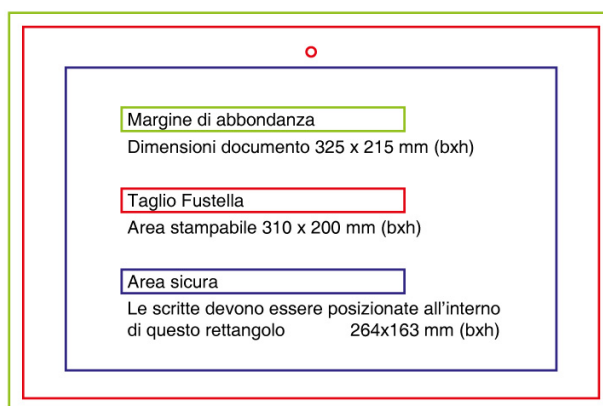 Margine di abbondanza
Dimensioni documento 325 x 215 mm (bxh)
Taglio Fustella
Area stampabile 310 x 200 mm (bxh)
Area sicura
Le scritte devono essere posizionate all'interno
di questo rettangolo 264x163 mm (bxh)